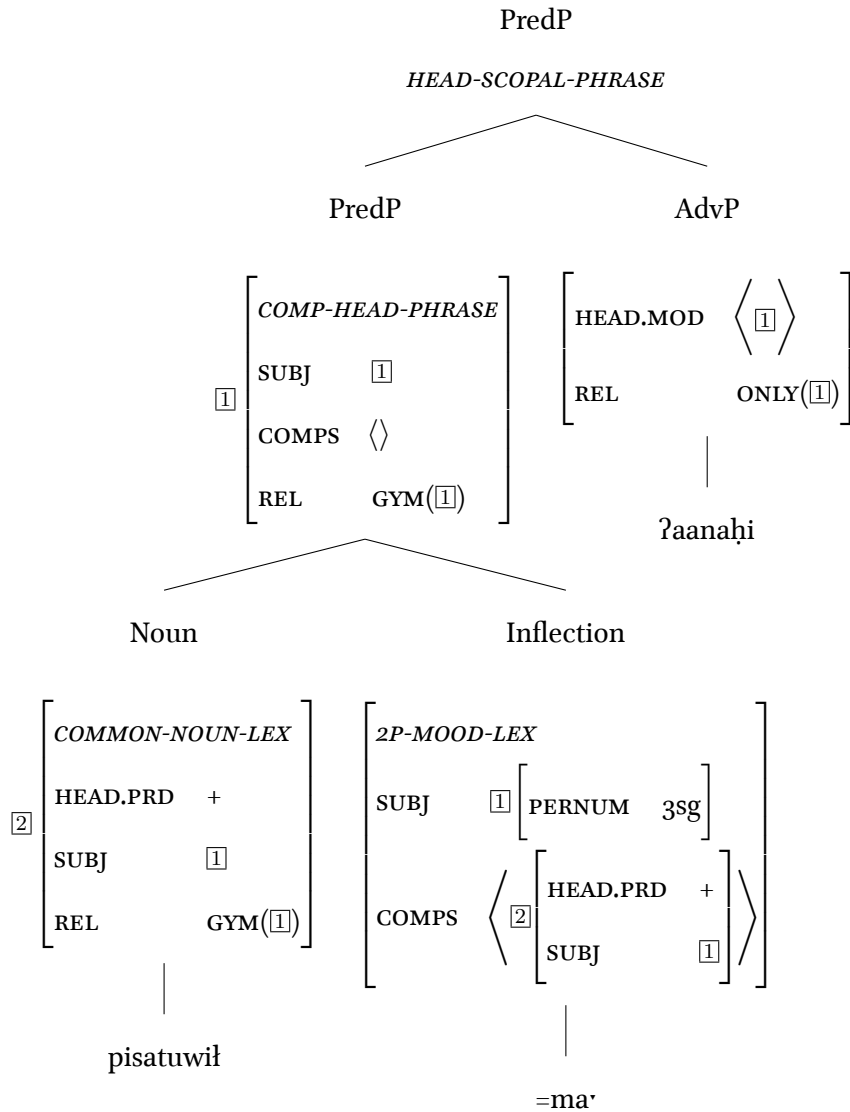 PredP
HEAD-SCOPAL-PHRASE
PredP AdvP
1 [COMP-HEAD-PHRASE
SUBJ 1
COMPS ⟨⟩
REL GYM(1)]
[HEAD.MOD ⟨1⟩
REL ONLY(1)]
ʔaanaḥi
Noun Inflection
2 [COMMON-NOUN-LEX
HEAD.PRD +
SUBJ 1
REL GYM(1)]
[2P-MOOD-LEX
SUBJ 1 [PERNUM 3sg]
COMPS ⟨2 [HEAD.PRD +
SUBJ 1]⟩]
pisatuwił
=maˑ